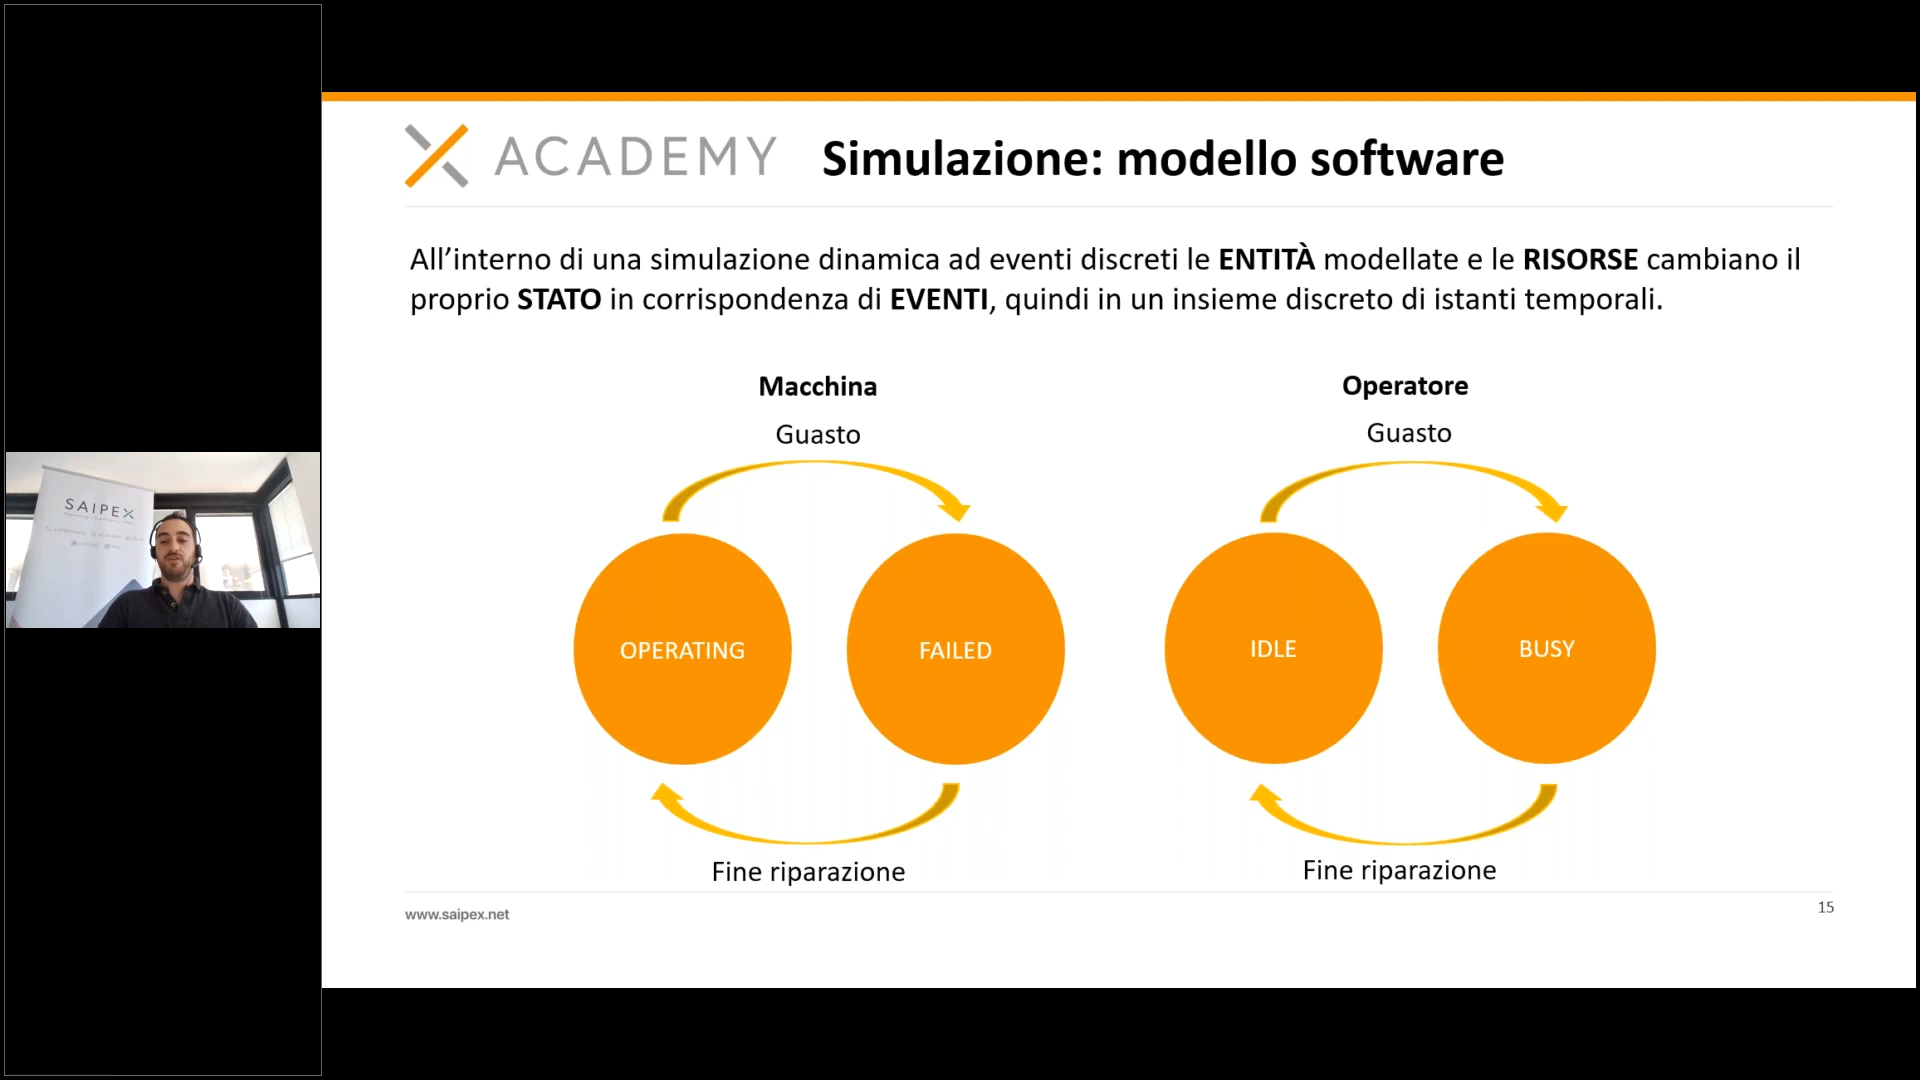 ACADEMY
Simulazione: modello software
All’interno di una simulazione dinamica ad eventi discreti le ENTITÀ modellate e le RISORSE cambiano il
proprio STATO in corrispondenza di EVENTI, quindi in un insieme discreto di istanti temporali.
Macchina
Guasto
OPERATING
FAILED
Fine riparazione
Operatore
Guasto
IDLE
BUSY
Fine riparazione
www.saipex.net
15
SAIPEX